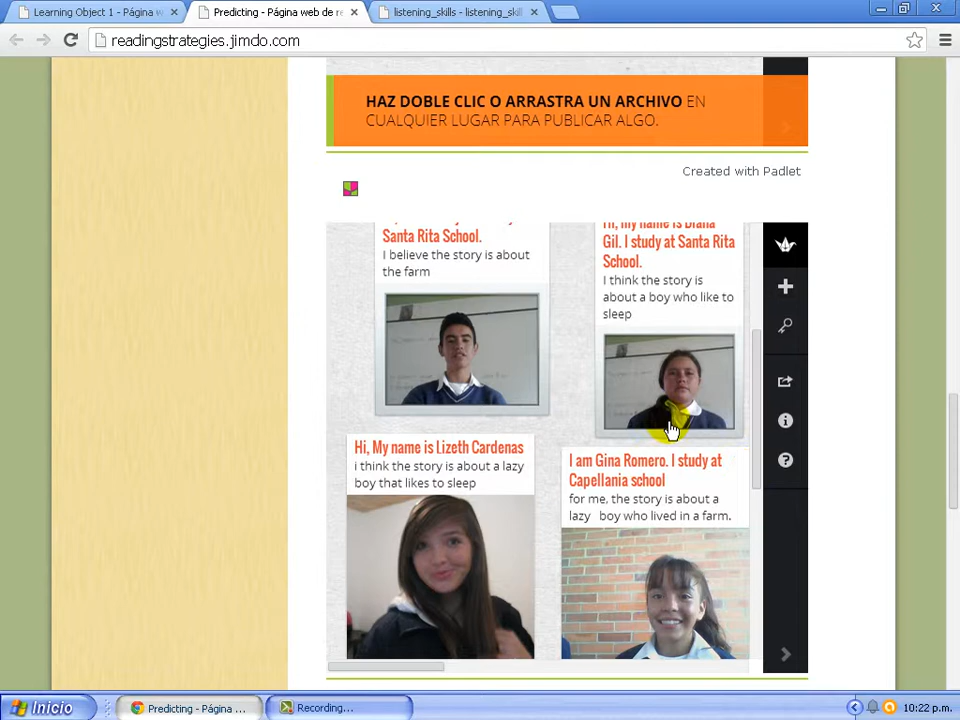 Learning Object 1 - Página w
Predicting - Página web de re
listening_skills - listening_skil
readingstrategies.jimdo.com
HAZ DOBLE CLIC O ARRASTRA UN ARCHIVO EN
CUALQUIER LUGAR PARA PUBLICAR ALGO.
Created with Padlet
Santa Rita School.
I believe the story is about
the farm
Hi, my name is Diana
Gil. I study at Santa Rita
School.
I think the story is
about a boy who like to
sleep
Hi, My name is Lizeth Cardenas
i think the story is about a lazy
boy that likes to sleep
I am Gina Romero. I study at
Capellania school
for me, the story is about a
lazy boy who lived in a farm.
Inicio
Predicting - Página ...
Recording...
10:22 p.m.